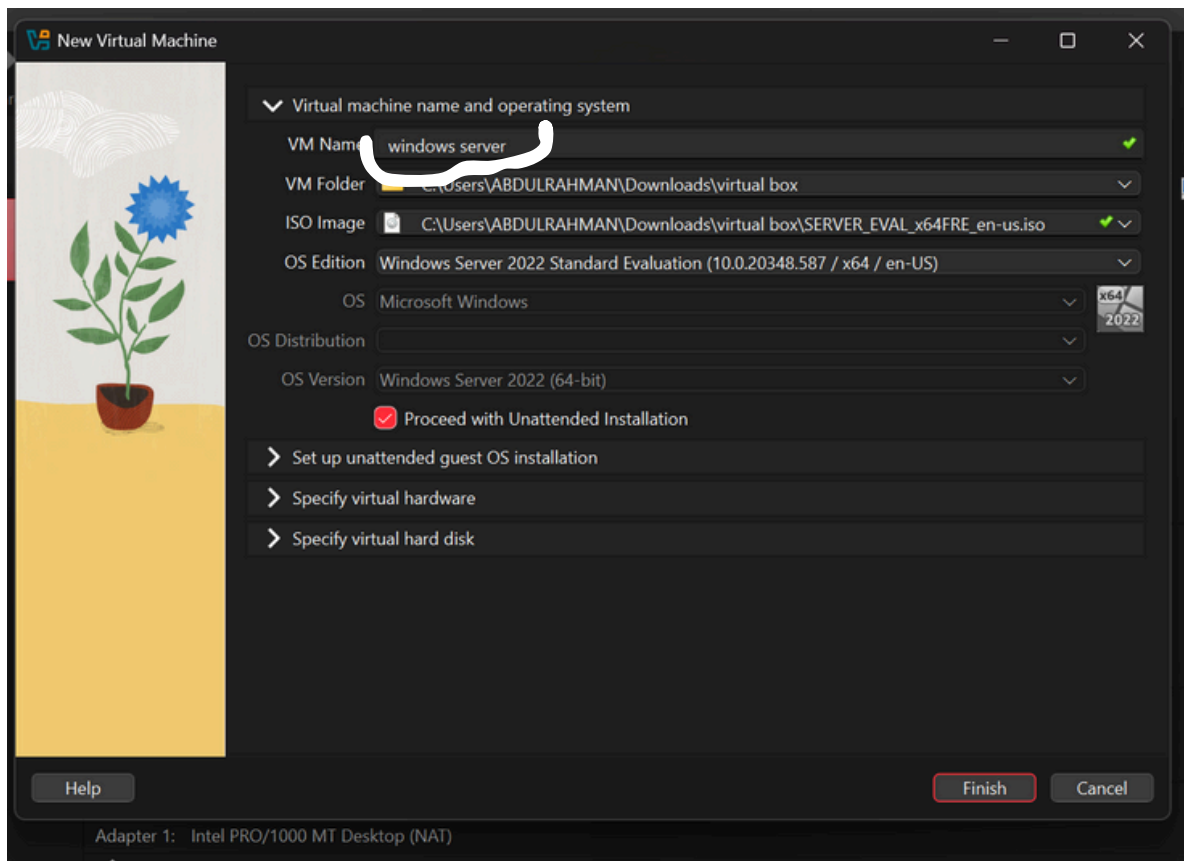 New Virtual Machine
Virtual machine name and operating system
VM Name windows server
VM Folder C:\Users\ABDULRAHMAN\Downloads\virtual box
ISO Image C:\Users\ABDULRAHMAN\Downloads\virtual box\SERVER_EVAL_x64FRE_en-us.iso
OS Edition Windows Server 2022 Standard Evaluation (10.0.20348.587 / x64 / en-US)
OS Microsoft Windows
x64
2022
OS Distribution
OS Version Windows Server 2022 (64-bit)
Proceed with Unattended Installation
Set up unattended guest OS installation
Specify virtual hardware
Specify virtual hard disk
Help Finish Cancel
Adapter 1: Intel PRO/1000 MT Desktop (NAT)